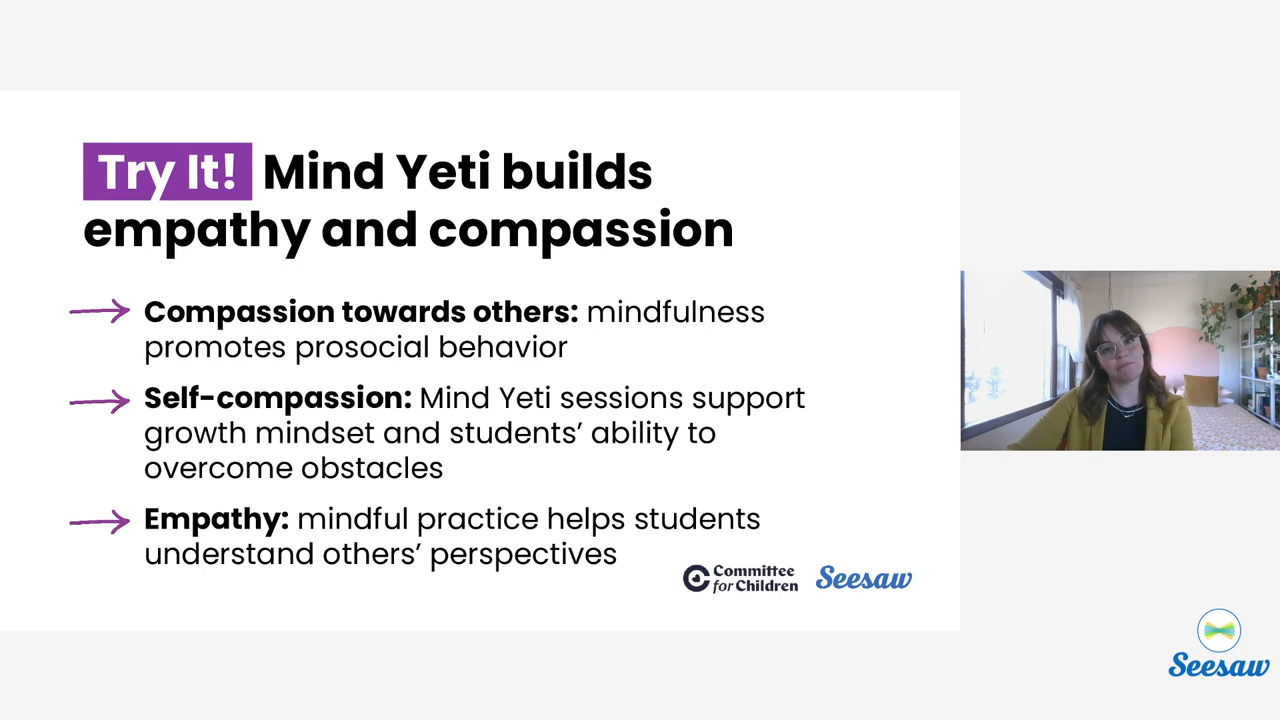 Try It! Mind Yeti builds
empathy and compassion
Compassion towards others: mindfulness
promotes prosocial behavior
Self-compassion: Mind Yeti sessions support
growth mindset and students’ ability to
overcome obstacles
Empathy: mindful practice helps students
understand others’ perspectives
Committee
for Children
Seesaw
Seesaw